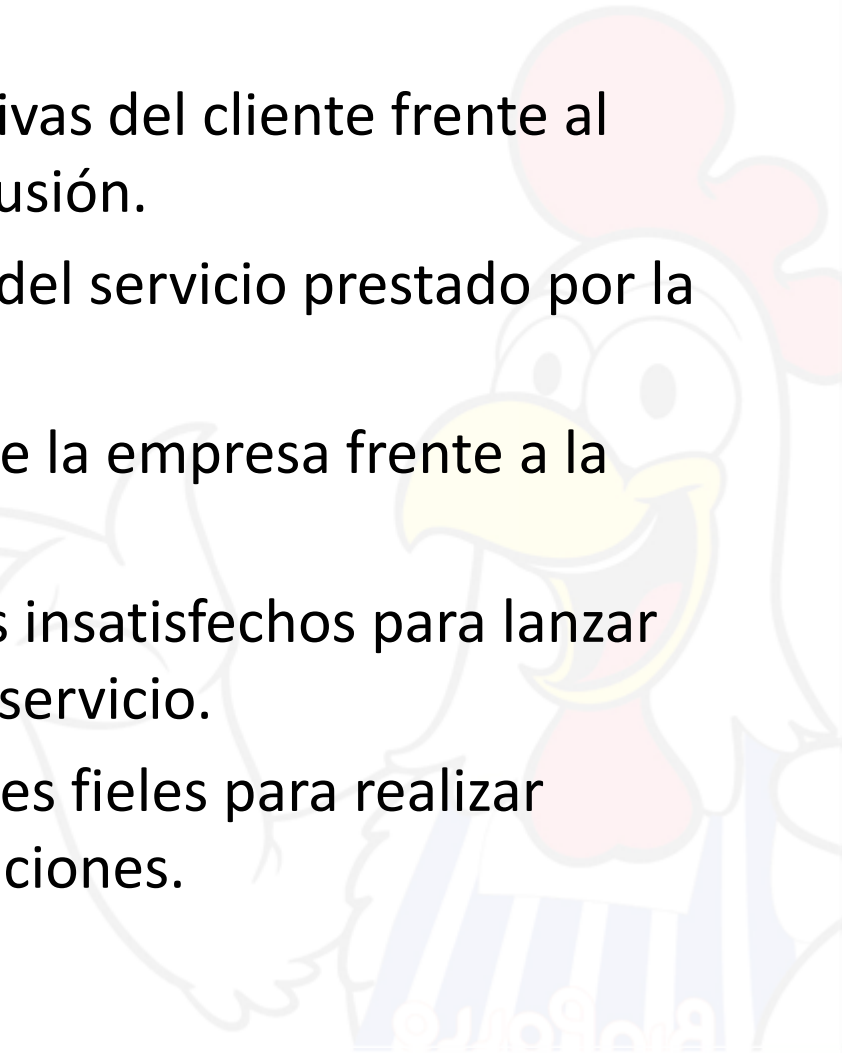 ivas del cliente frente al
usión.
del servicio prestado por la
e la empresa frente a la
s insatisfechos para lanzar
servicio.
es fieles para realizar
ciones.